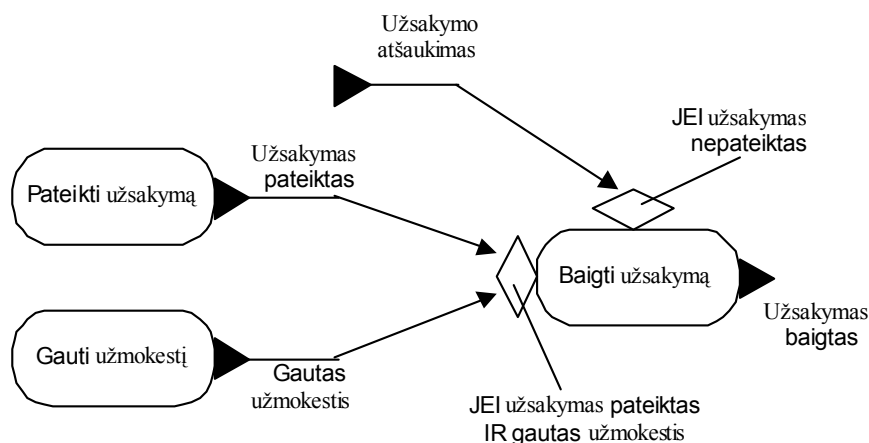 Užsakymo
atšaukimas
JEI užsakymas
nepateiktas
Užsakymas
pateiktas
Pateikti užsakymą
Baigti užsakymą
Užsakymas
baigtas
Gauti užmokestį
Gautas
užmokestis
JEI užsakymas pateiktas
IR gautas užmokestis